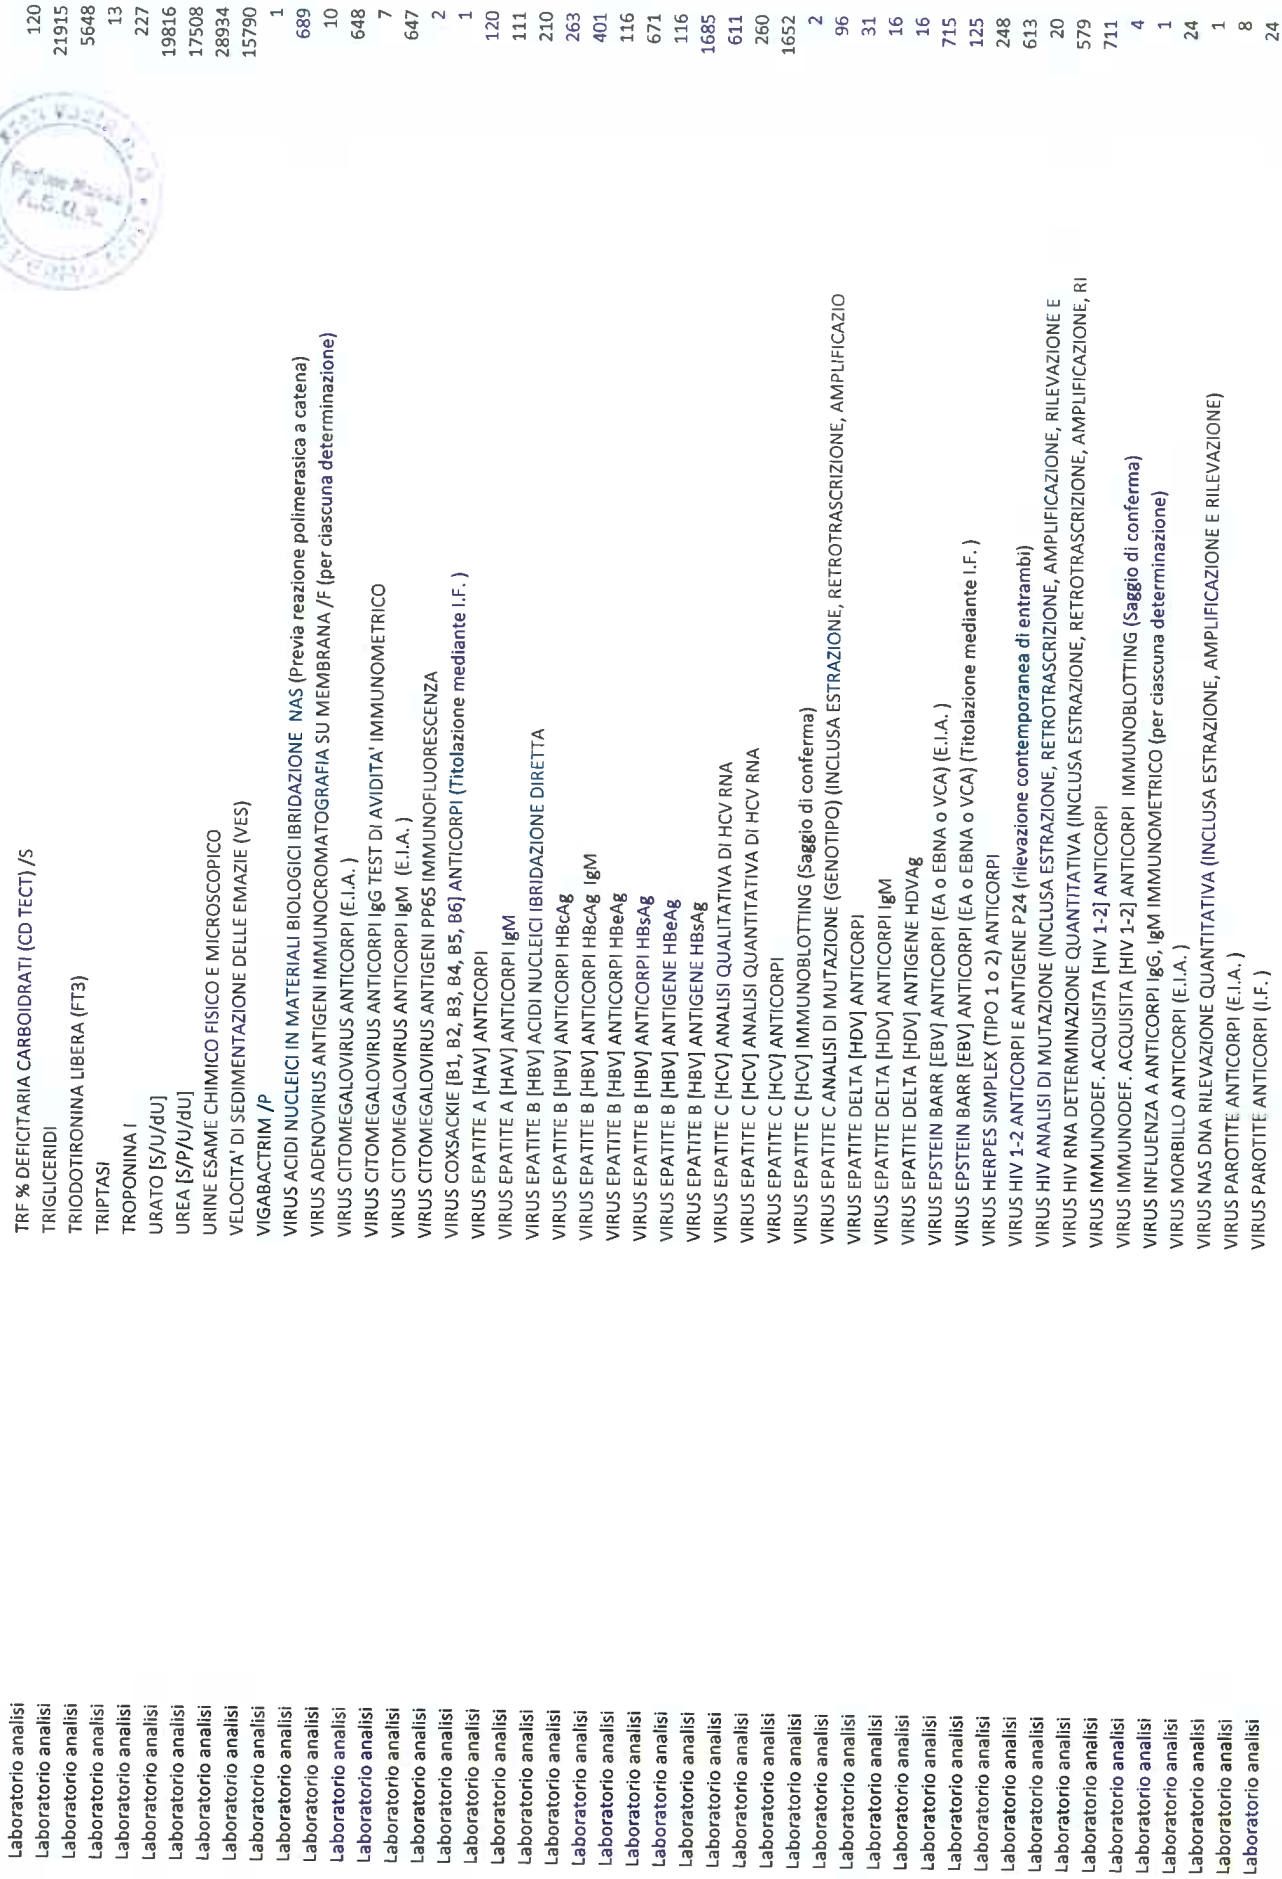 Laboratorio analisi TRF % DEFICITARIA CARBOIDRATI (CD TECT) /S 120
Laboratorio analisi TRIGLICERIDI 21915
Laboratorio analisi TRIODOTIRONINA LIBERA (FT3) 5648
Laboratorio analisi TRIPTASI 13
Laboratorio analisi TROPONINA I 227
Laboratorio analisi URATO [S/U/dU] 19816
Laboratorio analisi UREA [S/P/U/dU] 17508
Laboratorio analisi URINE ESAME CHIMICO FISICO E MICROSCOPICO 28934
Laboratorio analisi VELOCITA' DI SEDIMENTAZIONE DELLE EMAZIE (VES) 15790
Laboratorio analisi VIGABACTRIM /P 1
Laboratorio analisi VIRUS ACIDI NUCLEICI IN MATERIALI BIOLOGICI IBRIDAZIONE NAS (Previa reazione polimerasica a catena) 689
Laboratorio analisi VIRUS ADENOVIRUS ANTIGENI IMMUNOCROMATOGRAFIA SU MEMBRANA /F (per ciascuna determinazione) 10
Laboratorio analisi VIRUS CITOMEGALOVIRUS ANTICORPI (E.I.A. ) 648
Laboratorio analisi VIRUS CITOMEGALOVIRUS ANTICORPI IgG TEST DI AVIDITA' IMMUNOMETRICO 7
Laboratorio analisi VIRUS CITOMEGALOVIRUS ANTICORPI IgM (E.I.A. ) 647
Laboratorio analisi VIRUS CITOMEGALOVIRUS ANTIGENI PP65 IMMUNOFLUORESCENZA 2
Laboratorio analisi VIRUS COXSACKIE [B1, B2, B3, B4, B5, B6] ANTICORPI (Titolazione mediante I.F. ) 1
Laboratorio analisi VIRUS EPATITE A [HAV] ANTICORPI 120
Laboratorio analisi VIRUS EPATITE A [HAV] ANTICORPI IgM 111
Laboratorio analisi VIRUS EPATITE B [HBV] ACIDI NUCLEICI IBRIDAZIONE DIRETTA 210
Laboratorio analisi VIRUS EPATITE B [HBV] ANTICORPI HBcAg 263
Laboratorio analisi VIRUS EPATITE B [HBV] ANTICORPI HBcAg IgM 401
Laboratorio analisi VIRUS EPATITE B [HBV] ANTICORPI HBeAg 116
Laboratorio analisi VIRUS EPATITE B [HBV] ANTICORPI HBsAg 671
Laboratorio analisi VIRUS EPATITE B [HBV] ANTIGENE HBeAg 116
Laboratorio analisi VIRUS EPATITE B [HBV] ANTIGENE HBsAg 1685
Laboratorio analisi VIRUS EPATITE C [HCV] ANALISI QUALITATIVA DI HCV RNA 611
Laboratorio analisi VIRUS EPATITE C [HCV] ANALISI QUANTITATIVA DI HCV RNA 260
Laboratorio analisi VIRUS EPATITE C [HCV] ANTICORPI 1652
Laboratorio analisi VIRUS EPATITE C [HCV] IMMUNOBLOTTING (Saggio di conferma) 2
Laboratorio analisi VIRUS EPATITE C ANALISI DI MUTAZIONE (GENOTIPO) (INCLUSA ESTRAZIONE, RETROTRASCRIZIONE, AMPLIFICAZIO 96
Laboratorio analisi VIRUS EPATITE DELTA [HDV] ANTICORPI 31
Laboratorio analisi VIRUS EPATITE DELTA [HDV] ANTICORPI IgM 16
Laboratorio analisi VIRUS EPATITE DELTA [HDV] ANTIGENE HDVAg 16
Laboratorio analisi VIRUS EPSTEIN BARR [EBV] ANTICORPI (EA o EBNA o VCA) (E.I.A. ) 715
Laboratorio analisi VIRUS EPSTEIN BARR [EBV] ANTICORPI (EA o EBNA o VCA) (Titolazione mediante I.F. ) 125
Laboratorio analisi VIRUS HERPES SIMPLEX (TIPO 1 o 2) ANTICORPI 248
Laboratorio analisi VIRUS HIV 1-2 ANTICORPI E ANTIGENE P24 (rilevazione contemporanea di entrambi) 613
Laboratorio analisi VIRUS HIV ANALISI DI MUTAZIONE (INCLUSA ESTRAZIONE, RETROTRASCRIZIONE, AMPLIFICAZIONE, RILEVAZIONE E 20
Laboratorio analisi VIRUS HIV RNA DETERMINAZIONE QUANTITATIVA (INCLUSA ESTRAZIONE, RETROTRASCRIZIONE, AMPLIFICAZIONE, RI 579
Laboratorio analisi VIRUS IMMUNODEF. ACQUISITA [HIV 1-2] ANTICORPI 711
Laboratorio analisi VIRUS IMMUNODEF. ACQUISITA [HIV 1-2] ANTICORPI IMMUNOBLOTTING (Saggio di conferma) 4
Laboratorio analisi VIRUS INFLUENZA A ANTICORPI IgG, IgM IMMUNOMETRICO (per ciascuna determinazione) 1
Laboratorio analisi VIRUS MORBILLO ANTICORPI (E.I.A. ) 24
Laboratorio analisi VIRUS NAS DNA RILEVAZIONE QUANTITATIVA (INCLUSA ESTRAZIONE, AMPLIFICAZIONE E RILEVAZIONE) 1
Laboratorio analisi VIRUS PAROTITE ANTICORPI (E.I.A. ) 8
Laboratorio analisi VIRUS PAROTITE ANTICORPI (I.F. ) 24